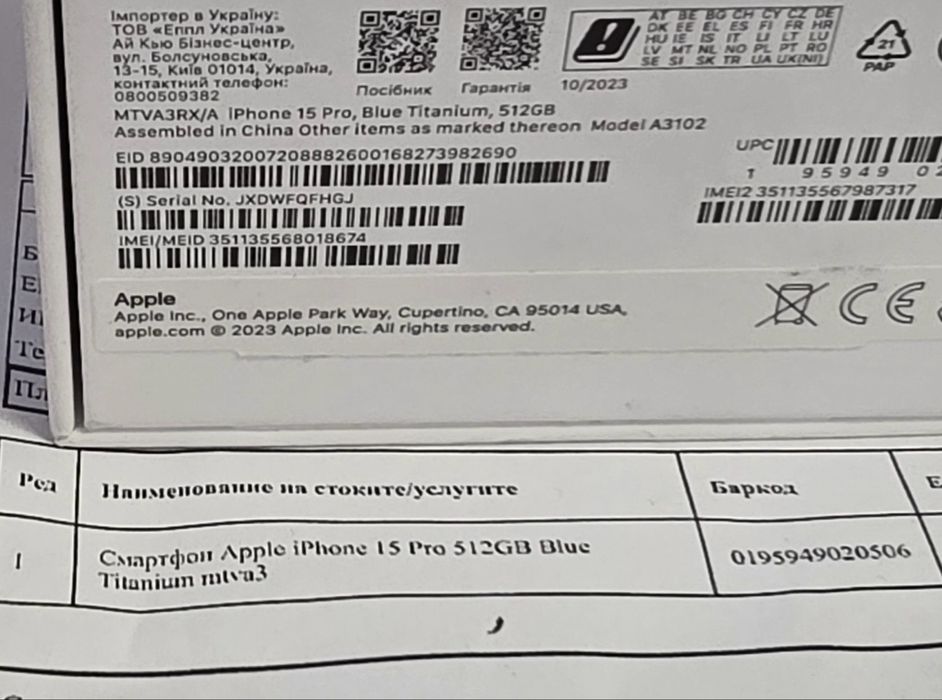 Імпортер в Україну:
ТОВ «Еппл Україна»
Ай Кью Бізнес-центр,
вул. Болсуновська,
13-15, Київ 01014, Україна,
контактний телефон:
0800509382
Посібник
Гарантія
AT BE BG CH CY CZ DE
DK EE EL ES FI FR HR
HU IE IS IT LI LT LU
LV MT NL NO PL PT RO
SE SI SK TR UA UK(NI)
10/2023
21
PAP
MTVA3RX/A iPhone 15 Pro, Blue Titanium, 512GB
Assembled in China Other items as marked thereon Model A3102
EID 89049032007208882600168273982690
UPC
1 95949 02
(S) Serial No. JXDWFQFHGJ
IMEI2 351135567987317
IMEI/MEID 351135568018674
Apple
Apple Inc., One Apple Park Way, Cupertino, CA 95014 USA,
apple.com © 2023 Apple Inc. All rights reserved.
CE
Ред
Наименование на стоките/услугите
Баркод
1
Смартфон Apple iPhone 15 Pro 512GB Blue
Titanium mtva3
0195949020506